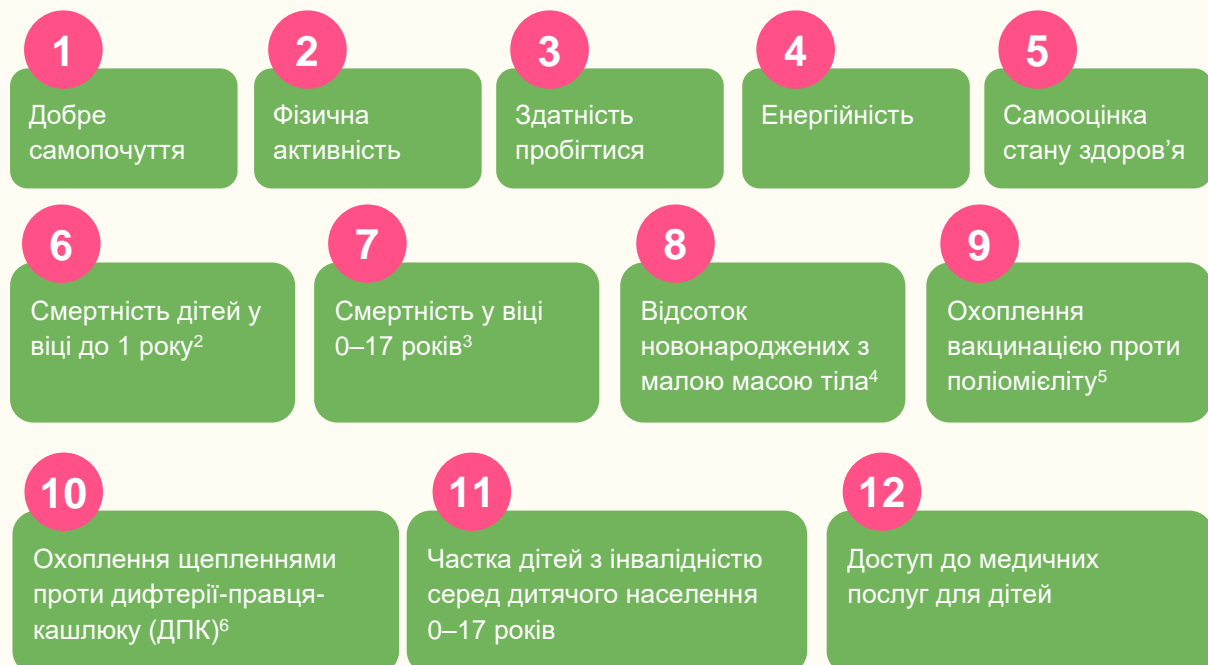 1
Добре
самопочуття
2
Фізична
активність
3
Здатність
пробігтися
4
Енергійність
5
Самооцінка
стану здоров’я
6
Смертність дітей у
віці до 1 року²
7
Смертність у віці
0–17 років³
8
Відсоток
новонароджених з
малою масою тіла⁴
9
Охоплення
вакцинацією проти
поліомієліту⁵
10
Охоплення щепленнями
проти дифтерії-правця-
кашлюку (ДПК)⁶
11
Частка дітей з інвалідністю
серед дитячого населення
0–17 років
12
Доступ до медичних
послуг для дітей